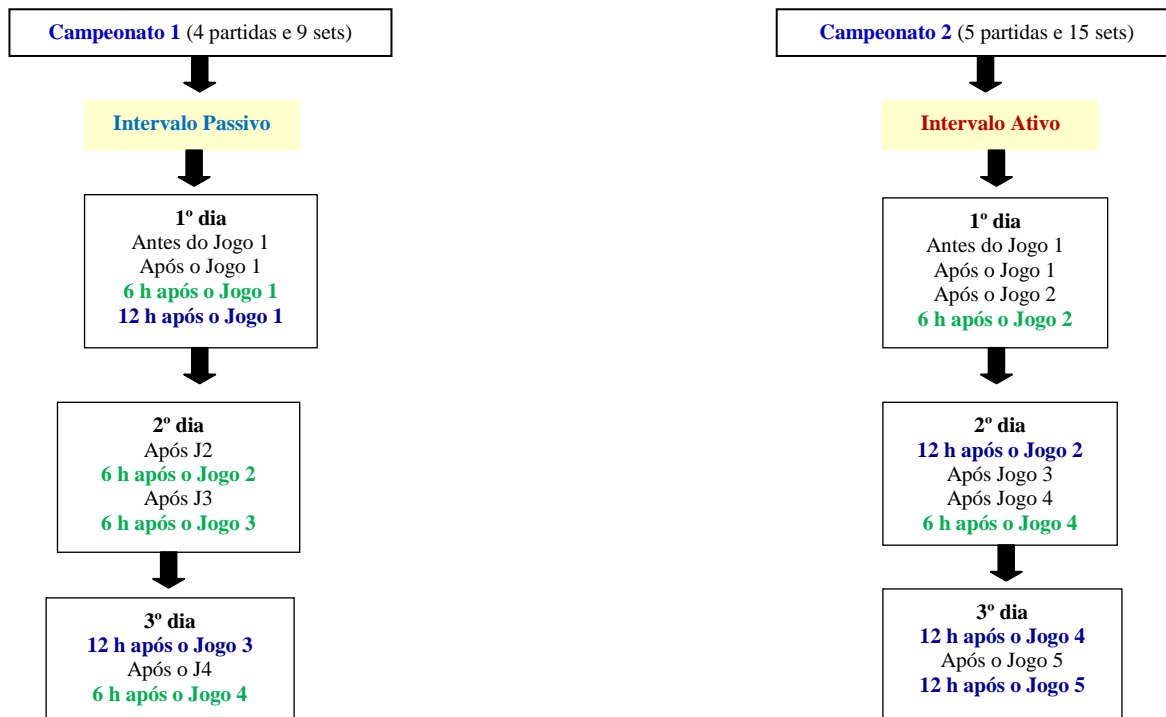 Campeonato 1 (4 partidas e 9 sets)
Intervalo Passivo
1º dia
Antes do Jogo 1
Após o Jogo 1
6 h após o Jogo 1
12 h após o Jogo 1
2º dia
Após J2
6 h após o Jogo 2
Após J3
6 h após o Jogo 3
3º dia
12 h após o Jogo 3
Após o J4
6 h após o Jogo 4
Campeonato 2 (5 partidas e 15 sets)
Intervalo Ativo
1º dia
Antes do Jogo 1
Após o Jogo 1
Após o Jogo 2
6 h após o Jogo 2
2º dia
12 h após o Jogo 2
Após Jogo 3
Após Jogo 4
6 h após o Jogo 4
3º dia
12 h após o Jogo 4
Após o Jogo 5
12 h após o Jogo 5